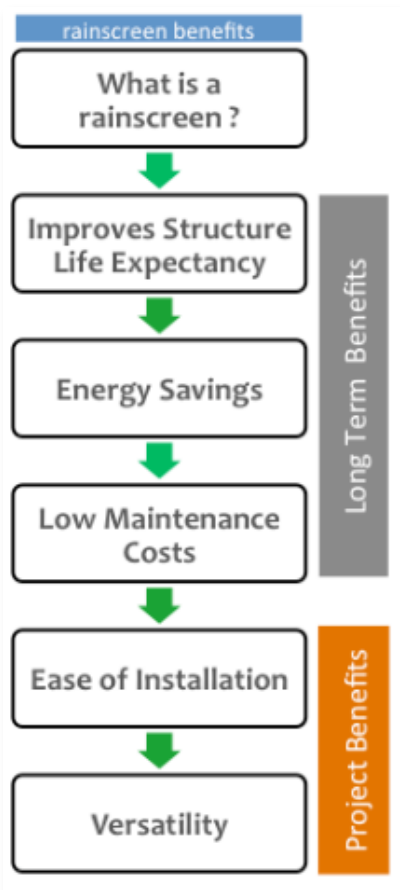 rainscreen benefits
What is a
rainscreen ?
Improves Structure
Life Expectancy
Energy Savings
Low Maintenance
Costs
Long Term Benefits
Ease of Installation
Versatility
Project Benefits